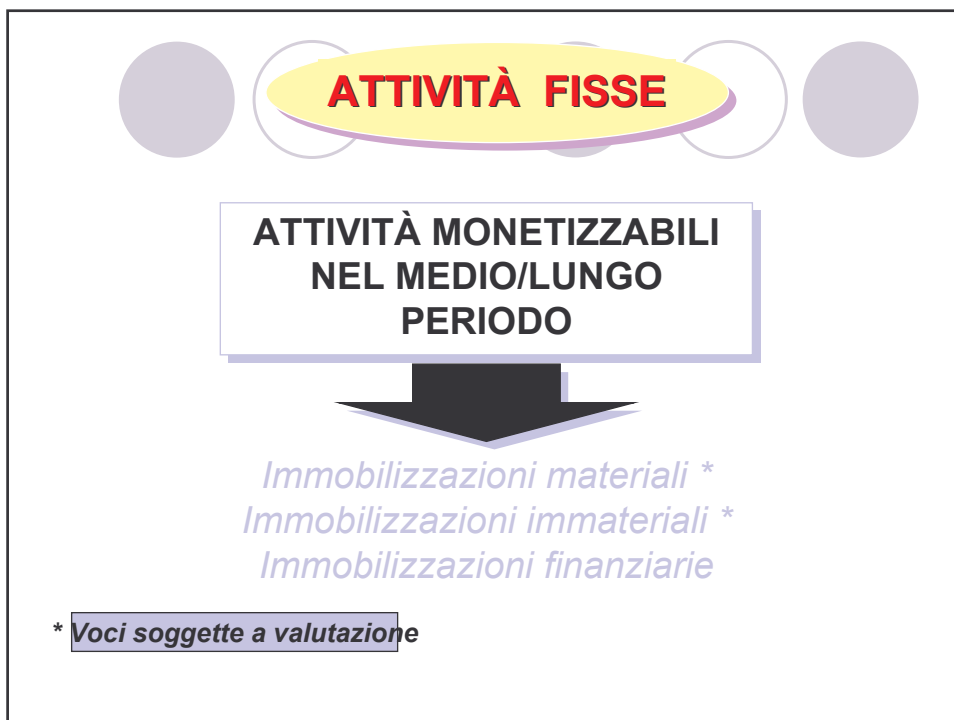 ATTIVITÀ FISSE
ATTIVITÀ MONETIZZABILI
NEL MEDIO/LUNGO
PERIODO
Immobilizzazioni materiali *
Immobilizzazioni immateriali *
Immobilizzazioni finanziarie
* Voci soggette a valutazione